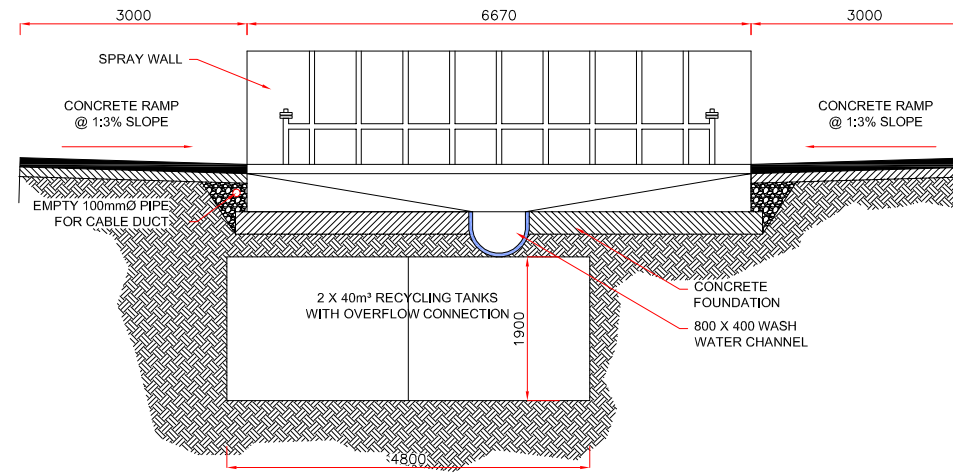 3000
6670
3000
SPRAY WALL
CONCRETE RAMP
@ 1:3% SLOPE
CONCRETE RAMP
@ 1:3% SLOPE
EMPTY 100mmØ PIPE
FOR CABLE DUCT
2 X 40m³ RECYCLING TANKS
WITH OVERFLOW CONNECTION
1900
CONCRETE
FOUNDATION
800 X 400 WASH
WATER CHANNEL
4800